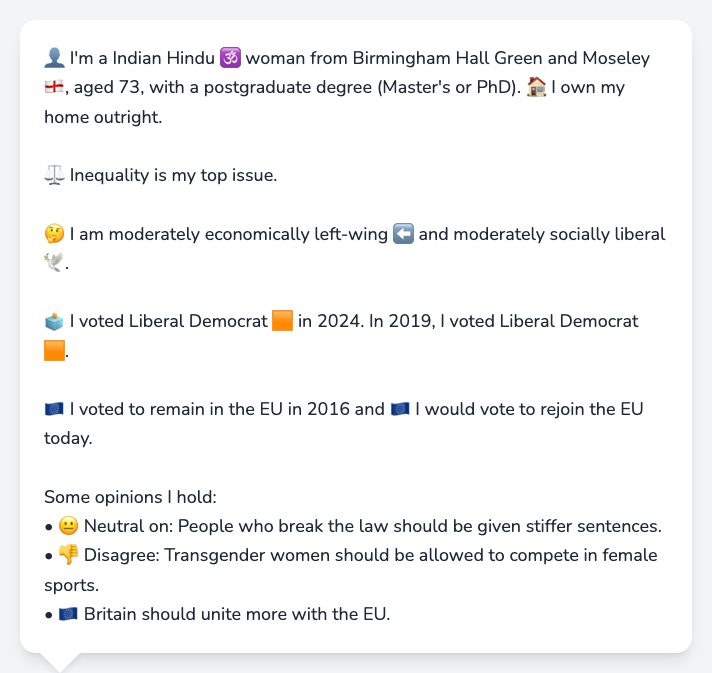 👤 I'm a Indian Hindu 🕉️ woman from Birmingham Hall Green and Moseley
🏴󠁧󠁢󠁥󠁮󠁧󠁿, aged 73, with a postgraduate degree (Master's or PhD). 🏠 I own my
home outright.
⚖️ Inequality is my top issue.
🤔 I am moderately economically left-wing ⬅️ and moderately socially liberal
🕊️.
🗳️ I voted Liberal Democrat 🟧 in 2024. In 2019, I voted Liberal Democrat
🟧.
🇪🇺 I voted to remain in the EU in 2016 and 🇪🇺 I would vote to rejoin the EU
today.
Some opinions I hold:
• 😐 Neutral on: People who break the law should be given stiffer sentences.
• 👎 Disagree: Transgender women should be allowed to compete in female
sports.
• 🇪🇺 Britain should unite more with the EU.